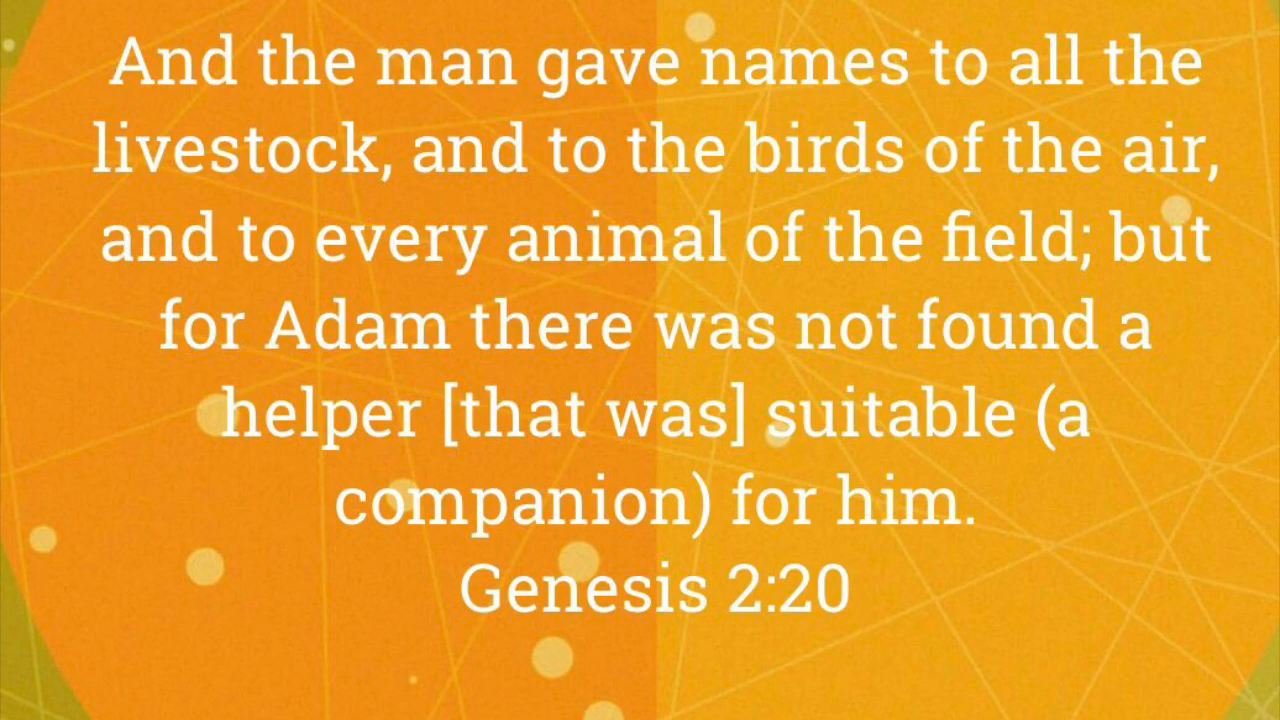 And the man gave names to all the
livestock, and to the birds of the air,
and to every animal of the field; but
for Adam there was not found a
helper [that was] suitable (a
companion) for him.
Genesis 2:20